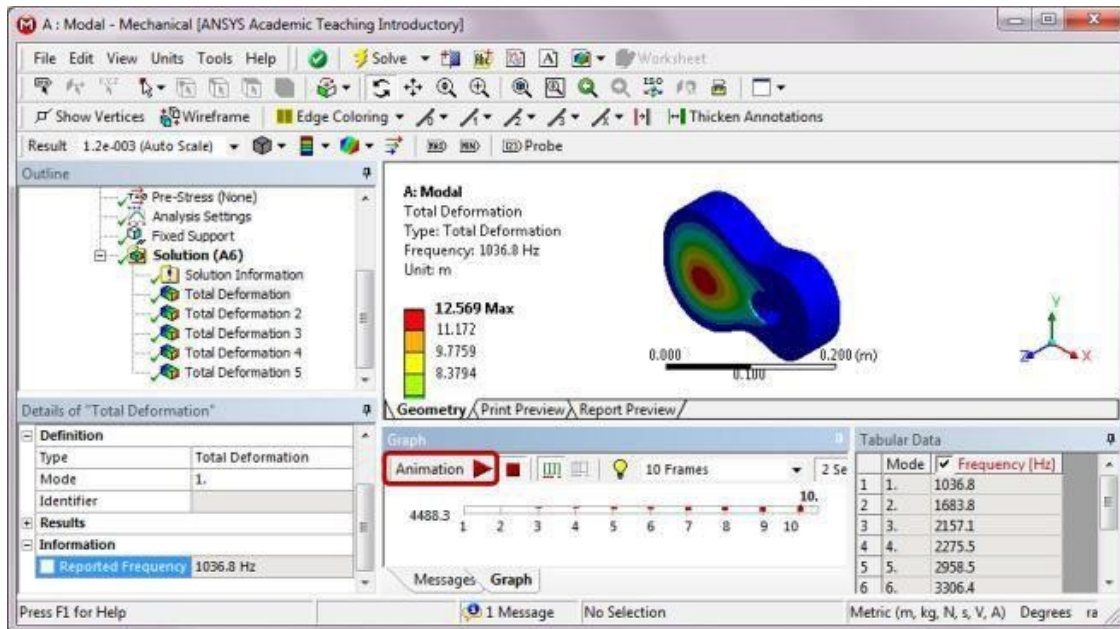 A : Modal - Mechanical [ANSYS Academic Teaching Introductory]
File Edit View Units Tools Help Solve A Worksheet
Show Vertices Wireframe Edge Coloring Thicken Annotations
Result 1.2e-003 (Auto Scale) MAX MIN Probe
Outline
Pre-Stress (None)
Analysis Settings
Fixed Support
Solution (A6)
Solution Information
Total Deformation
Total Deformation 2
Total Deformation 3
Total Deformation 4
Total Deformation 5
A: Modal
Total Deformation
Type: Total Deformation
Frequency: 1036.8 Hz
Unit: m
12.569 Max
11.172
9.7759
8.3794
0.000 0.200 (m)
0.100
Y
Z X
Geometry Print Preview Report Preview
Details of "Total Deformation"
Definition
Type Total Deformation
Mode 1.
Identifier
Results
Information
Reported Frequency 1036.8 Hz
Graph
Animation 10 Frames 2 Se
10.
4488.3 1 2 3 4 5 6 7 8 9 10
Messages Graph
Tabular Data
Mode Frequency [Hz]
1 1. 1036.8
2 2. 1683.8
3 3. 2157.1
4 4. 2275.5
5 5. 2958.5
6 6. 3306.4
Press F1 for Help 1 Message No Selection Metric (m, kg, N, s, V, A) Degrees ra